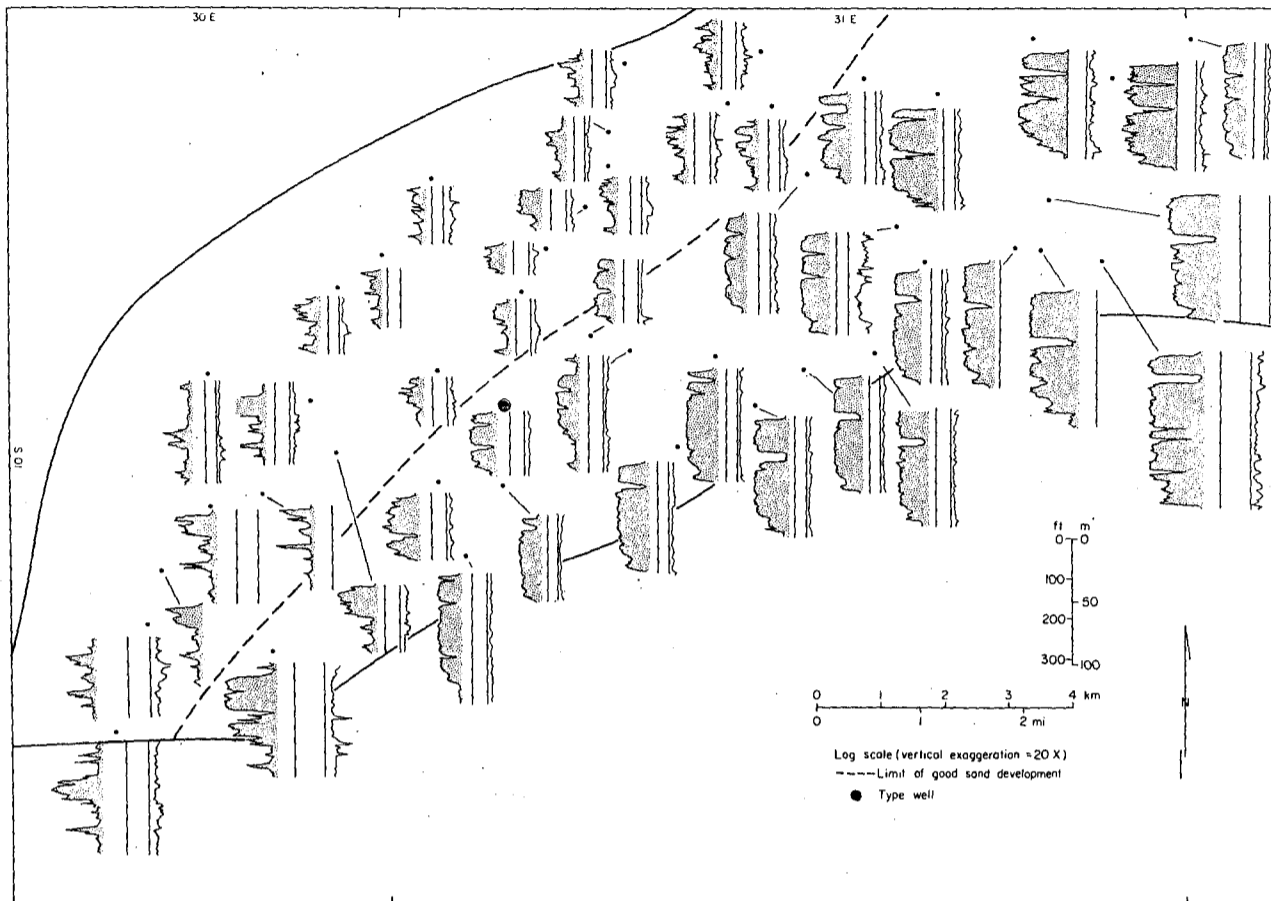 30 E
31 E
10 S
ft m
0 0
100
50
200
300 100
0 1 2 3 4 km
0 1 2 mi
Log scale (vertical exaggeration = 20 X)
Limit of good sand development
Type well
N